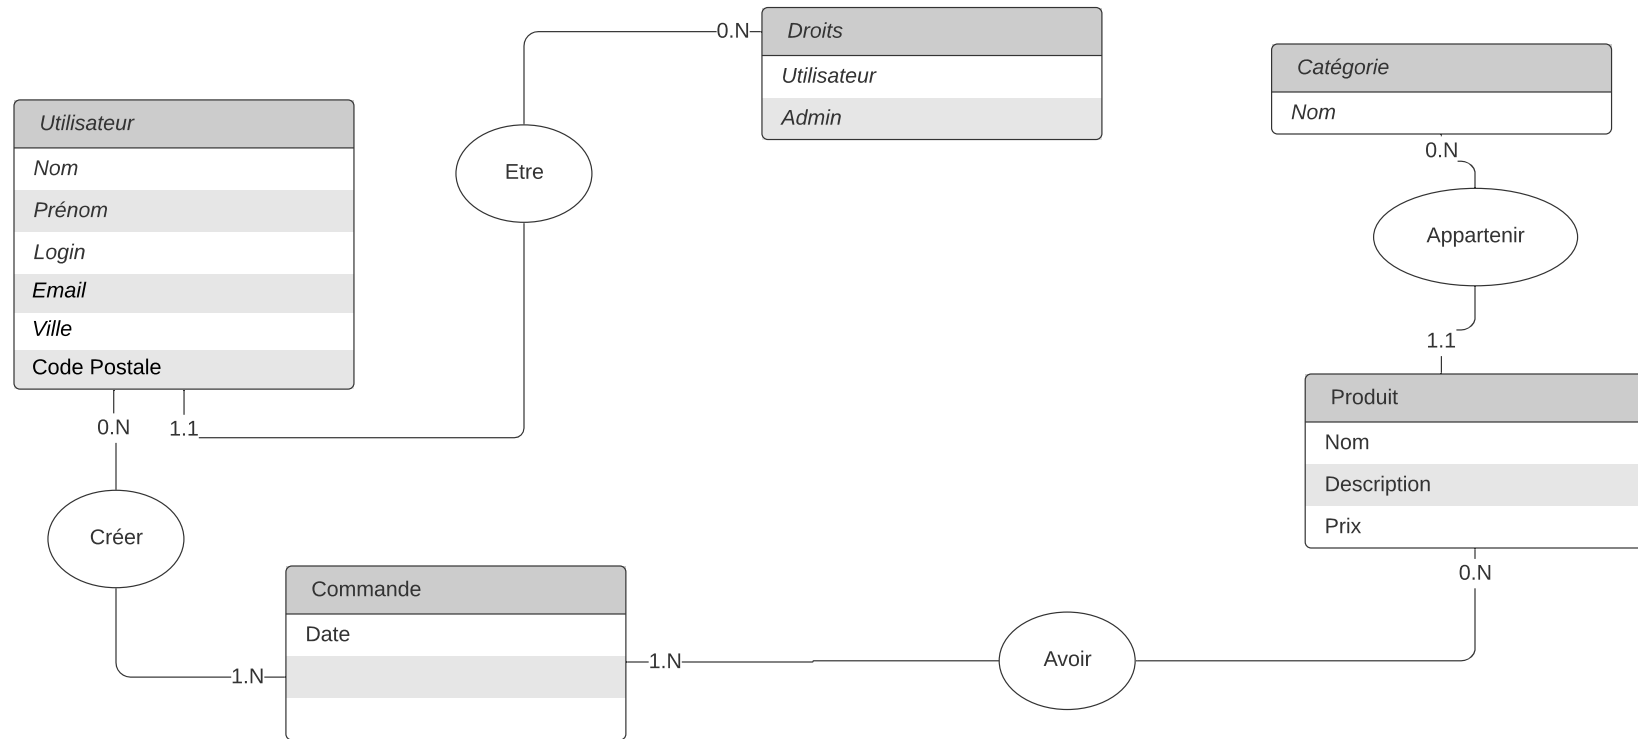 0.N
Droits
Utilisateur
Admin
Catégorie
Nom
Utilisateur
Nom
Prénom
Login
Email
Ville
Code Postale
Etre
0.N
Appartenir
1.1
0.N
1.1
Produit
Nom
Description
Prix
Créer
0.N
Commande
Date
1.N
1.N
Avoir